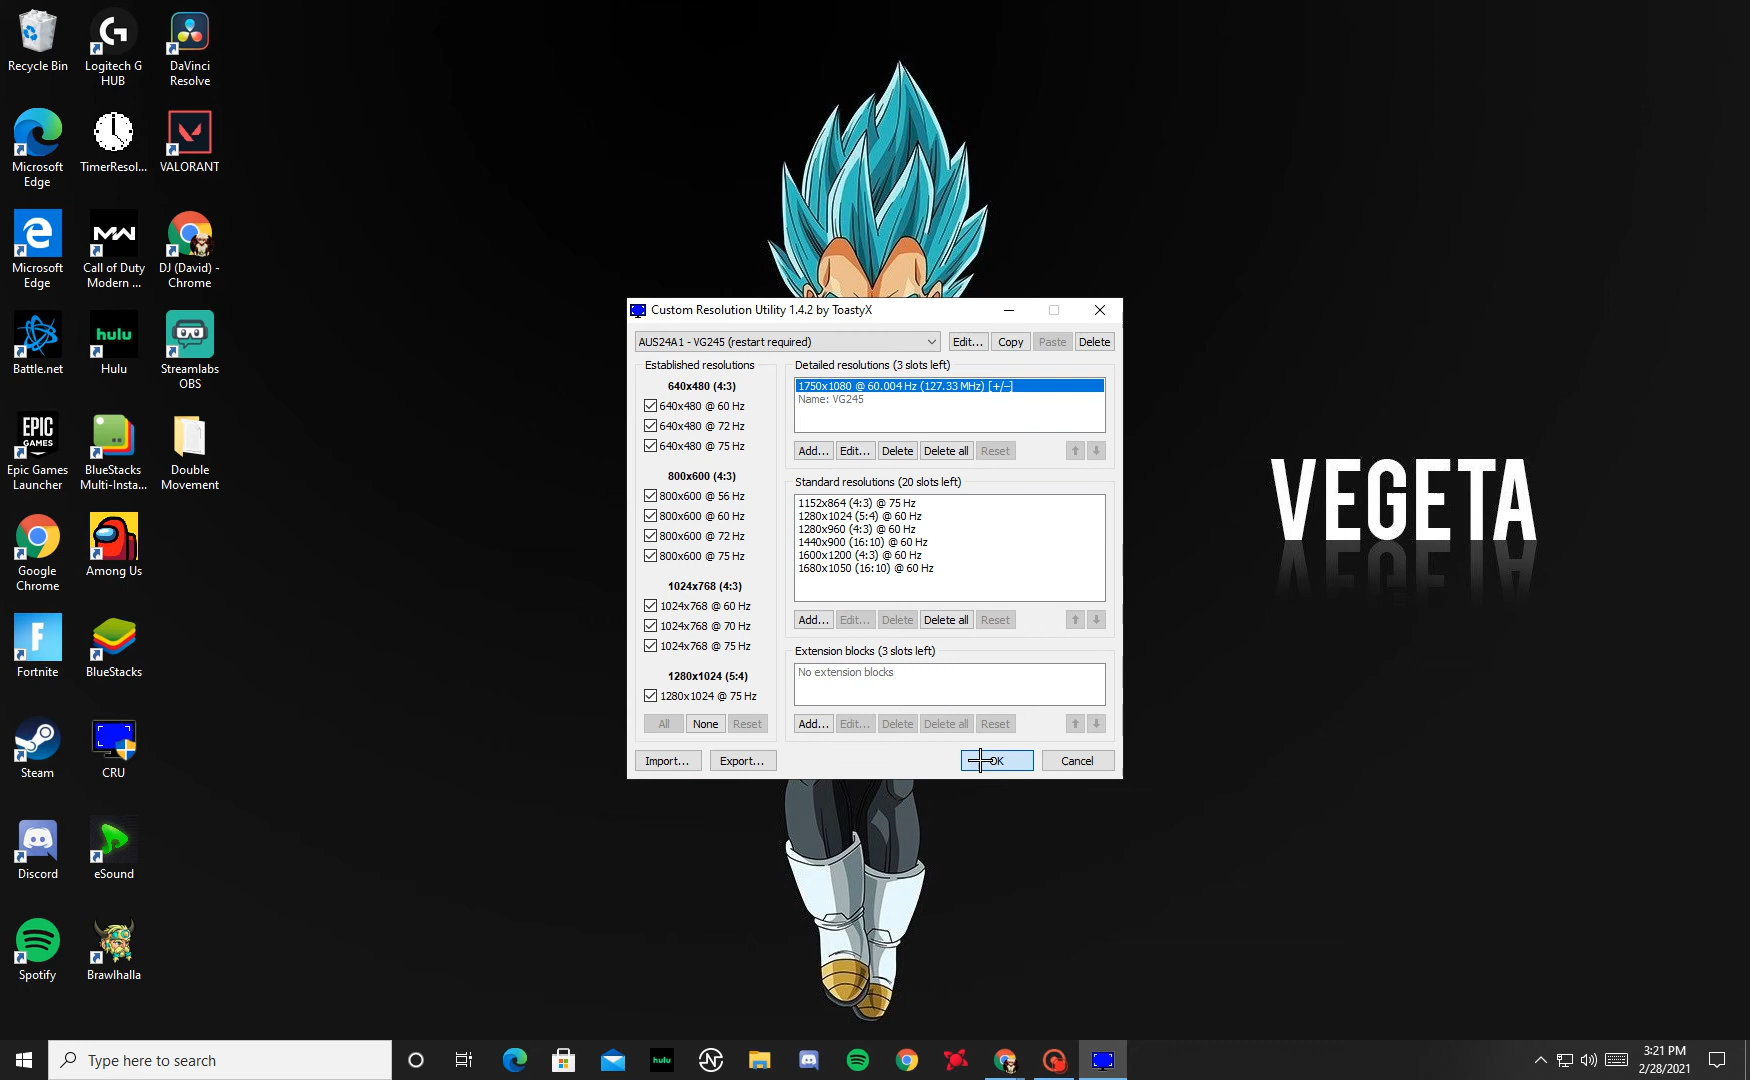 Recycle Bin
Logitech G
HUB
DaVinci
Resolve
Microsoft
Edge
TimerResol...
VALORANT
Microsoft
Edge
MW
Call of Duty
Modern ...
DJ (David) -
Chrome
Battle.net
hulu
Hulu
Streamlabs
OBS
EPIC
GAMES
Epic Games
Launcher
BlueStacks
Multi-Insta...
Double
Movement
Google
Chrome
Among Us
Fortnite
BlueStacks
Steam
CRU
Discord
eSound
Spotify
Brawlhalla
Custom Resolution Utility 1.4.2 by ToastyX
AUS24A1 - VG245 (restart required)
Edit...
Copy
Paste
Delete
Established resolutions
640x480 (4:3)
640x480 @ 60 Hz
640x480 @ 72 Hz
640x480 @ 75 Hz
800x600 (4:3)
800x600 @ 56 Hz
800x600 @ 60 Hz
800x600 @ 72 Hz
800x600 @ 75 Hz
1024x768 (4:3)
1024x768 @ 60 Hz
1024x768 @ 70 Hz
1024x768 @ 75 Hz
1280x1024 (5:4)
1280x1024 @ 75 Hz
All
None
Reset
Detailed resolutions (3 slots left)
1750x1080 @ 60.004 Hz (127.33 MHz) [+/-]
Name: VG245
Add...
Edit...
Delete
Delete all
Reset
Standard resolutions (20 slots left)
1152x864 (4:3) @ 75 Hz
1280x1024 (5:4) @ 60 Hz
1280x960 (4:3) @ 60 Hz
1440x900 (16:10) @ 60 Hz
1600x1200 (4:3) @ 60 Hz
1680x1050 (16:10) @ 60 Hz
Add...
Edit...
Delete
Delete all
Reset
Extension blocks (3 slots left)
No extension blocks
Add...
Edit...
Delete
Delete all
Reset
Import...
Export...
OK
Cancel
VEGETA
Type here to search
hulu
3:21 PM
2/28/2021